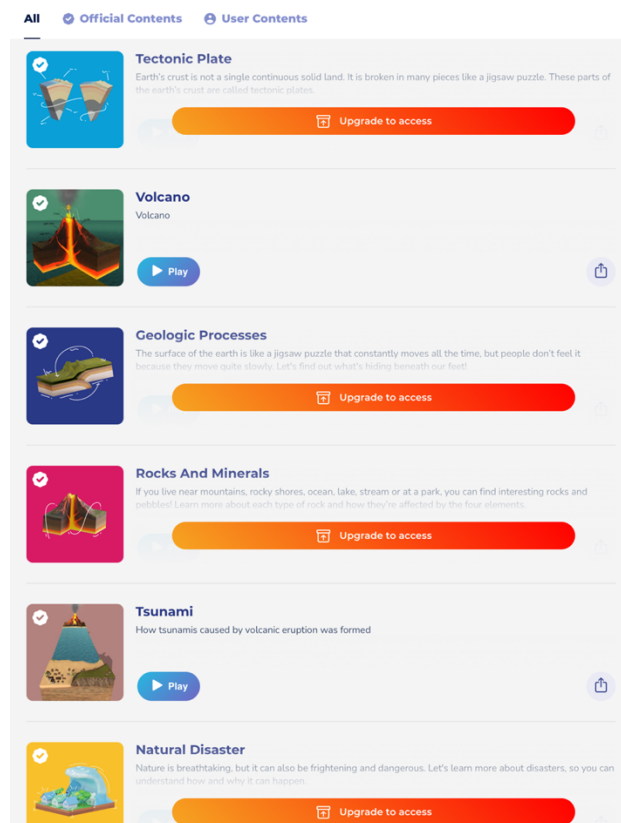 All Official Contents User Contents
Tectonic Plate
Earth's crust is not a single continuous solid land. It is broken in many pieces like a jigsaw puzzle. These parts of
the earth's crust are called tectonic plates.
Upgrade to access
Volcano
Volcano
Play
Geologic Processes
The surface of the earth is like a jigsaw puzzle that constantly moves all the time, but people don't feel it
because they move quite slowly. Let's find out what's hiding beneath our feet!
Upgrade to access
Rocks And Minerals
If you live near mountains, rocky shores, ocean, lake, stream or at a park, you can find interesting rocks and
pebbles! Learn more about each type of rock and how they're affected by the four elements.
Upgrade to access
Tsunami
How tsunamis caused by volcanic eruption was formed
Play
Natural Disaster
Nature is breathtaking, but it can also be frightening and dangerous. Let's learn more about disasters, so you can
understand how and why it can happen.
Upgrade to access